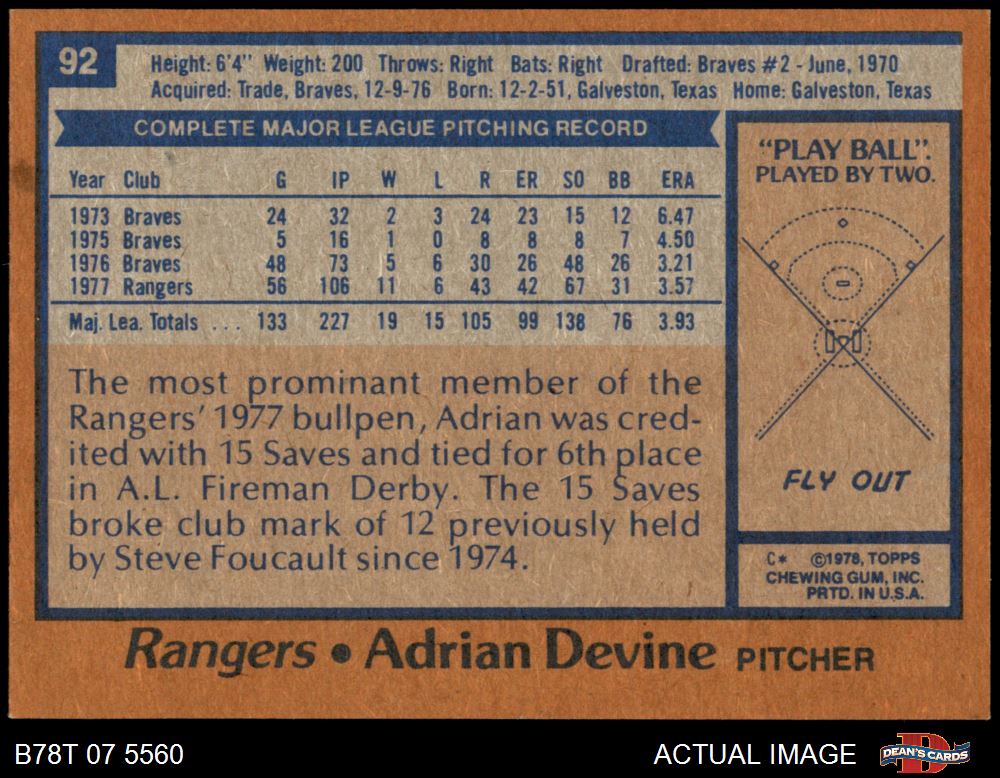 92
Height: 6'4" Weight: 200 Throws: Right Bats: Right Drafted: Braves #2 - June, 1970
Acquired: Trade, Braves, 12-9-76 Born: 12-2-51, Galveston, Texas Home: Galveston, Texas
COMPLETE MAJOR LEAGUE PITCHING RECORD
Year Club G IP W L R ER SO BB ERA
1973 Braves 24 32 2 3 24 23 15 12 6.47
1975 Braves 5 16 1 0 8 8 8 7 4.50
1976 Braves 48 73 5 6 30 26 48 26 3.21
1977 Rangers 56 106 11 6 43 42 67 31 3.57
Maj. Lea. Totals ... 133 227 19 15 105 99 138 76 3.93
The most prominant member of the
Rangers' 1977 bullpen, Adrian was cred-
ited with 15 Saves and tied for 6th place
in A.L. Fireman Derby. The 15 Saves
broke club mark of 12 previously held
by Steve Foucault since 1974.
"PLAY BALL".
PLAYED BY TWO.
FLY OUT
C* ©1978, TOPPS
CHEWING GUM, INC.
PRTD. IN U.S.A.
Rangers • Adrian Devine PITCHER
B78T 07 5560
ACTUAL IMAGE
D
DEAN'S CARDS